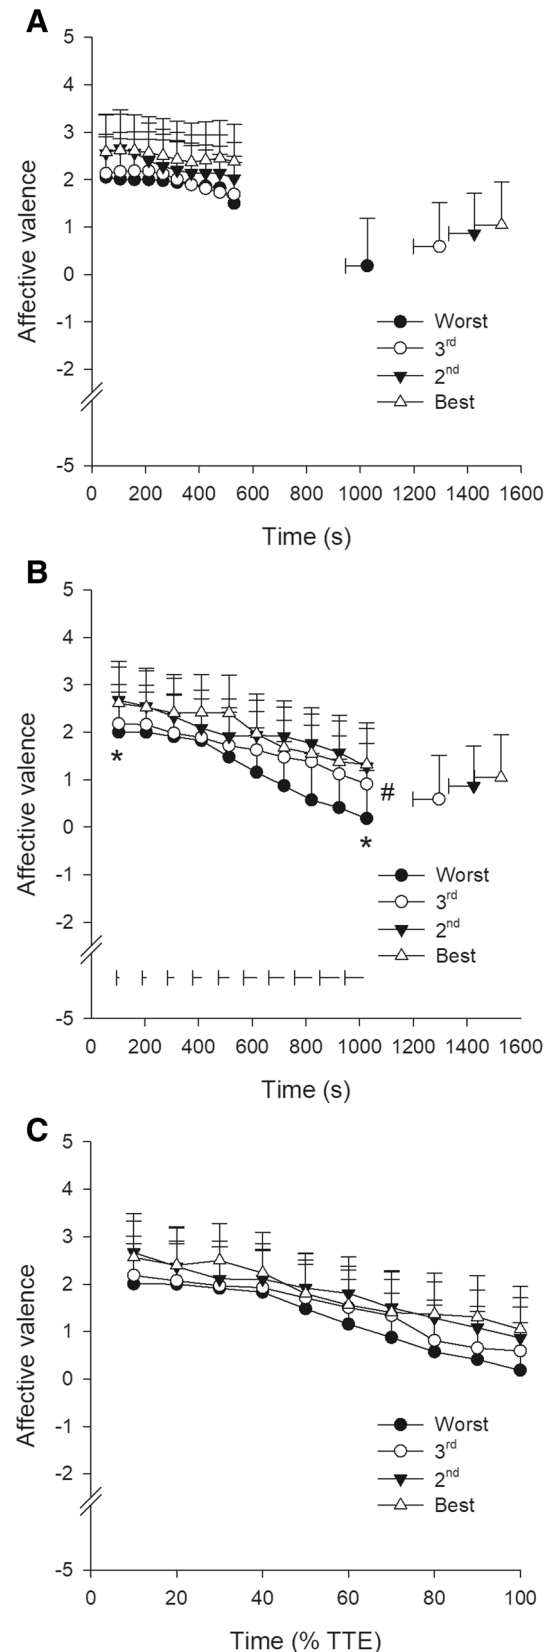 A
5
4
3
2
1
0
-1
-2
-5
Affective valence
Worst
3rd
2nd
Best
0 200 400 600 800 1000 1200 1400 1600
Time (s)
B
5
4
3
2
1
0
-1
-2
-5
Affective valence
*
#
*
Worst
3rd
2nd
Best
0 200 400 600 800 1000 1200 1400 1600
Time (s)
C
5
4
3
2
1
0
-1
-2
-5
Affective valence
Worst
3rd
2nd
Best
0 20 40 60 80 100
Time (% TTE)